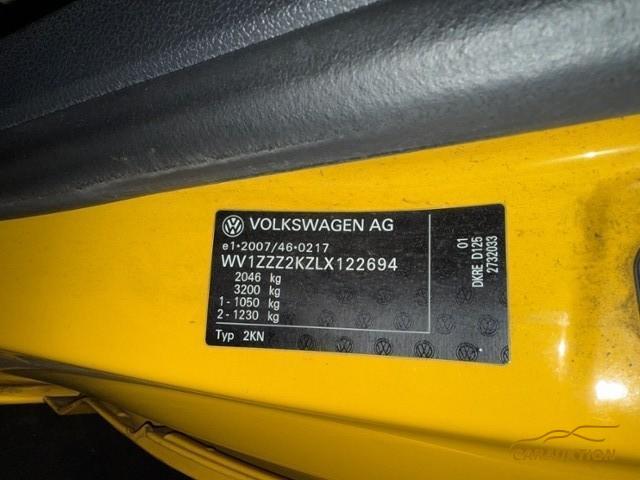 VOLKSWAGEN AG
e1*2007/46*0217
WV1ZZZ2KZLX122694
2046 kg
3200 kg
1 - 1050 kg
2 - 1230 kg
Typ 2KN
01
DKRE D125
2732033
CARAUKTION